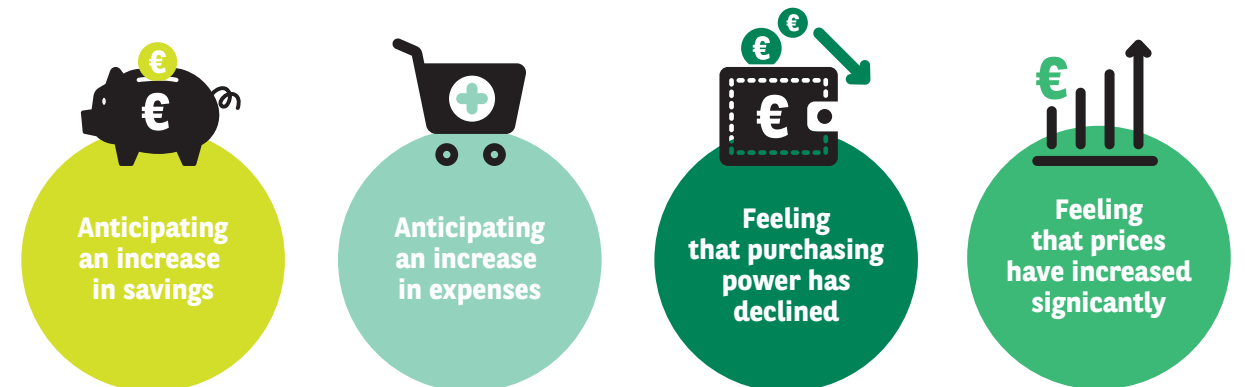 €
€
Anticipating
an increase
in savings
Anticipating
an increase
in expenses
€
€
€
Feeling
that purchasing
power has
declined
€
Feeling
that prices
have increased
signicantly